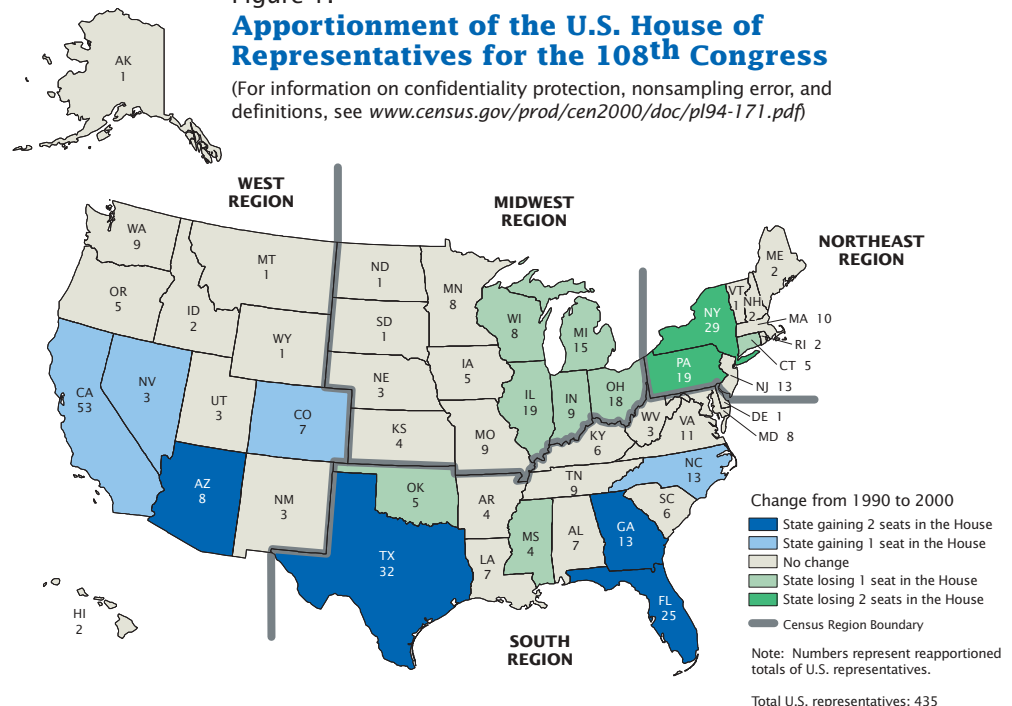 Apportionment of the U.S. House of
Representatives for the 108th Congress
(For information on confidentiality protection, nonsampling error, and
definitions, see www.census.gov/prod/cen2000/doc/pl94-171.pdf)
AK
1
WEST
REGION
MIDWEST
REGION
NORTHEAST
REGION
WA
9
MT
1
ND
1
MN
8
ME
2
VT
1
NH
2
OR
5
ID
2
WY
1
SD
1
WI
8
MI
15
NY
29
MA 10
RI 2
CT 5
NJ 13
DE 1
MD 8
CA
53
NV
3
UT
3
CO
7
NE
3
KS
4
IA
5
MO
9
IL
19
IN
9
OH
18
PA
19
WV
3
VA
11
KY
6
AZ
8
NM
3
OK
5
AR
4
TN
9
NC
13
SC
6
TX
32
LA
7
MS
4
AL
7
GA
13
FL
25
HI
2
SOUTH
REGION
Change from 1990 to 2000
State gaining 2 seats in the House
State gaining 1 seat in the House
No change
State losing 1 seat in the House
State losing 2 seats in the House
Census Region Boundary
Note: Numbers represent reapportioned
totals of U.S. representatives.
Total U.S. representatives: 435